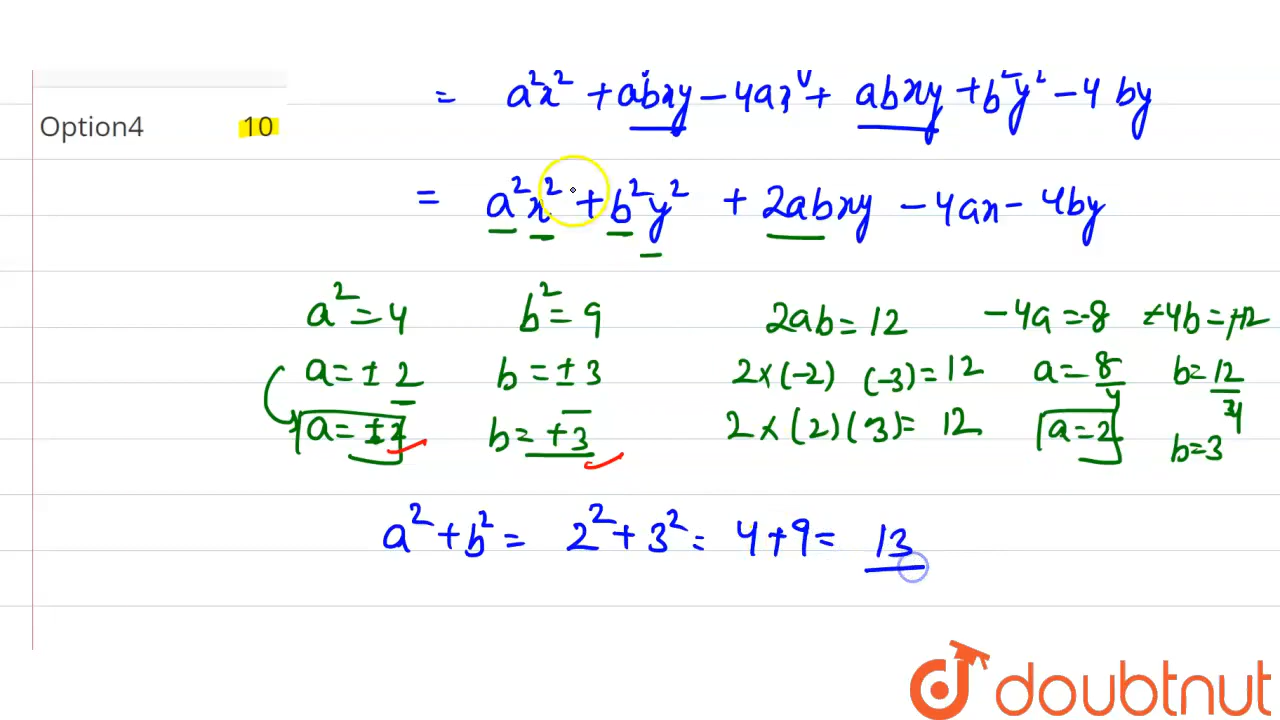 = a²x² + abxy - 4ax + abxy + b²y² - 4 by
Option4 10
= a²x² + b²y² + 2abxy - 4ax - 4by
a² = 4 b² = 9 2ab = 12 - 4a = -8 -4b = -12
a = ± 2 b = ± 3 2 × (-2) (-3) = 12 a = 8/4 b = 12/4
a = b = +3 2 × (2) (3) = 12 a = 2 b = 3
a² + b² = 2² + 3² = 4 + 9 = 13
doubtnut